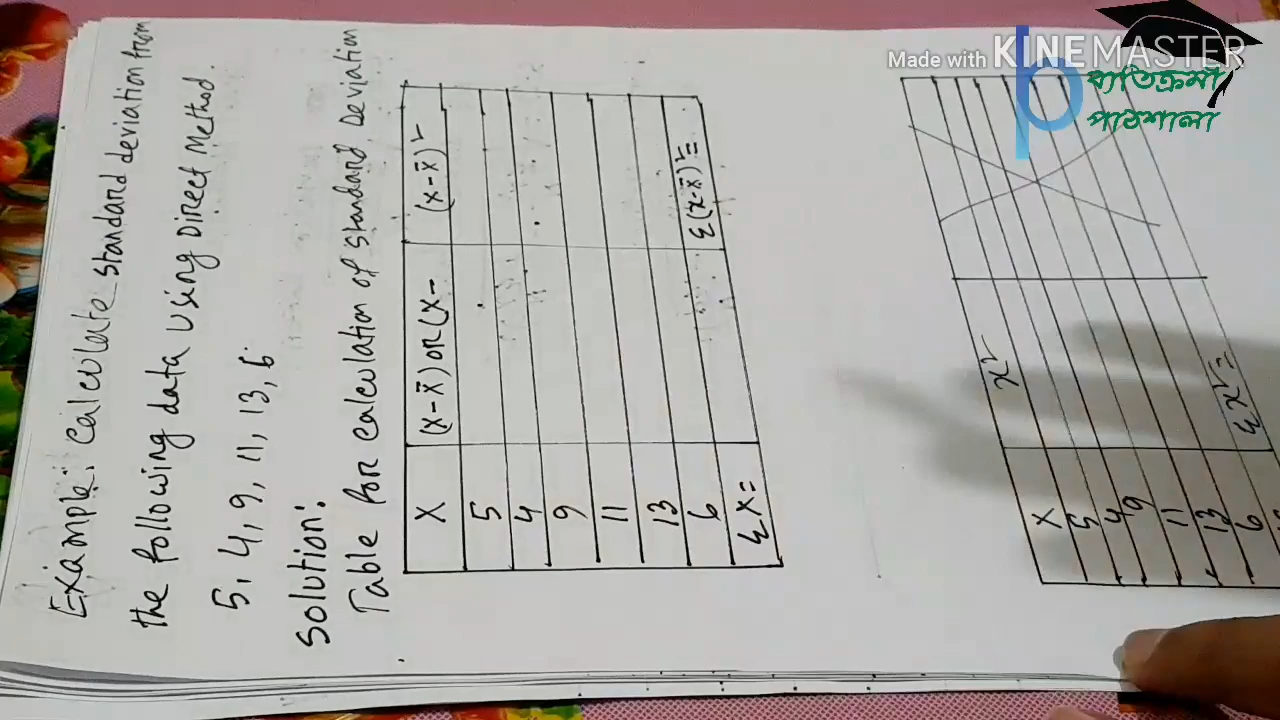 Example: Calculate standard deviation from
the following data using Direct Method.
5, 4, 9, 11, 13, 6
Solution:
Table for calculation of standard Deviation
X (x-x̄) OR (X- (x-x̄)²
5
4
9
11
13
6
ΣX= Σ(x-x̄)²=
X x²
5
4
9
11
13
6
Σx²=
Made with KINEMASTER
p
ব্যতিক্রমী
পাঠশালা